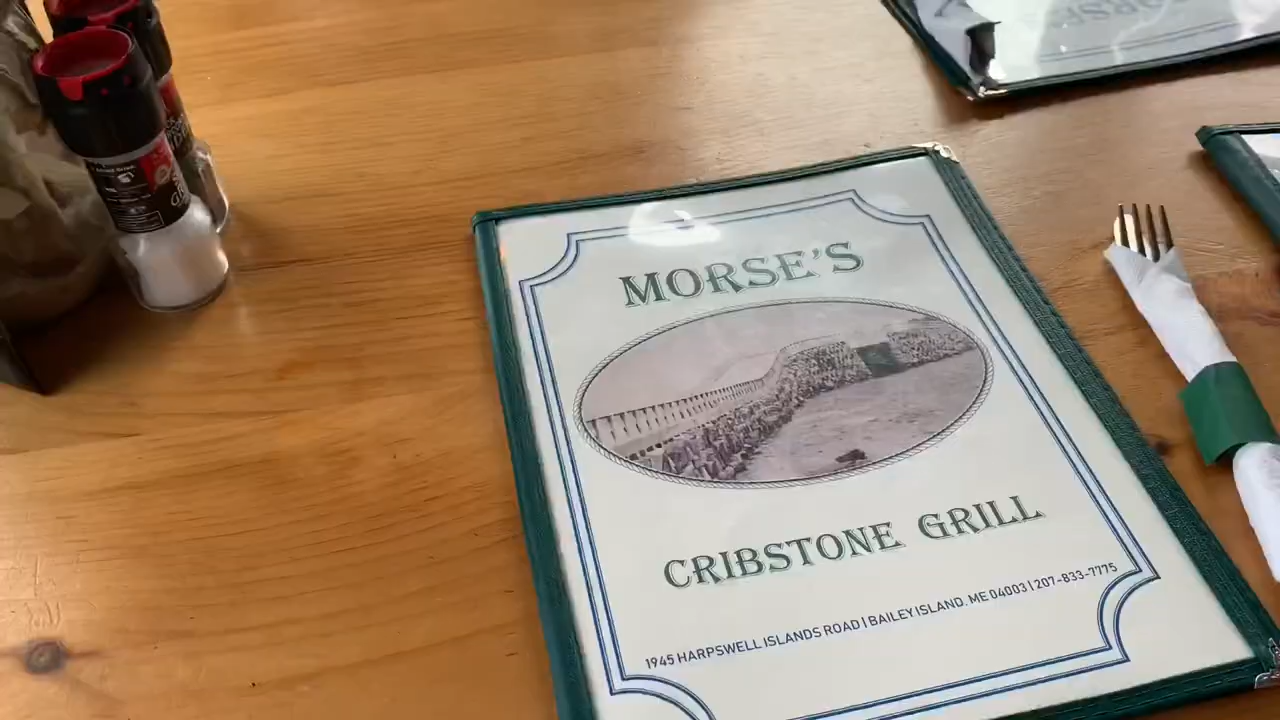 MORSE'S
CRIBSTONE GRILL
1945 HARPSWELL ISLANDS ROAD | BAILEY ISLAND, ME 04003 | 207-833-7775